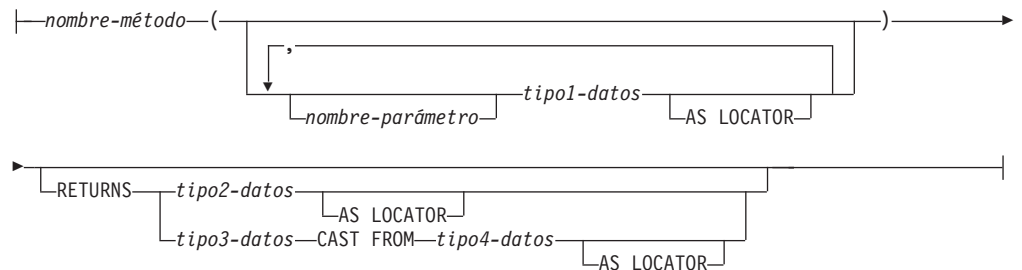 nombre-método ( )
,
tipo1-datos
nombre-parámetro AS LOCATOR
RETURNS tipo2-datos
AS LOCATOR
tipo3-datos CAST FROM tipo4-datos
AS LOCATOR